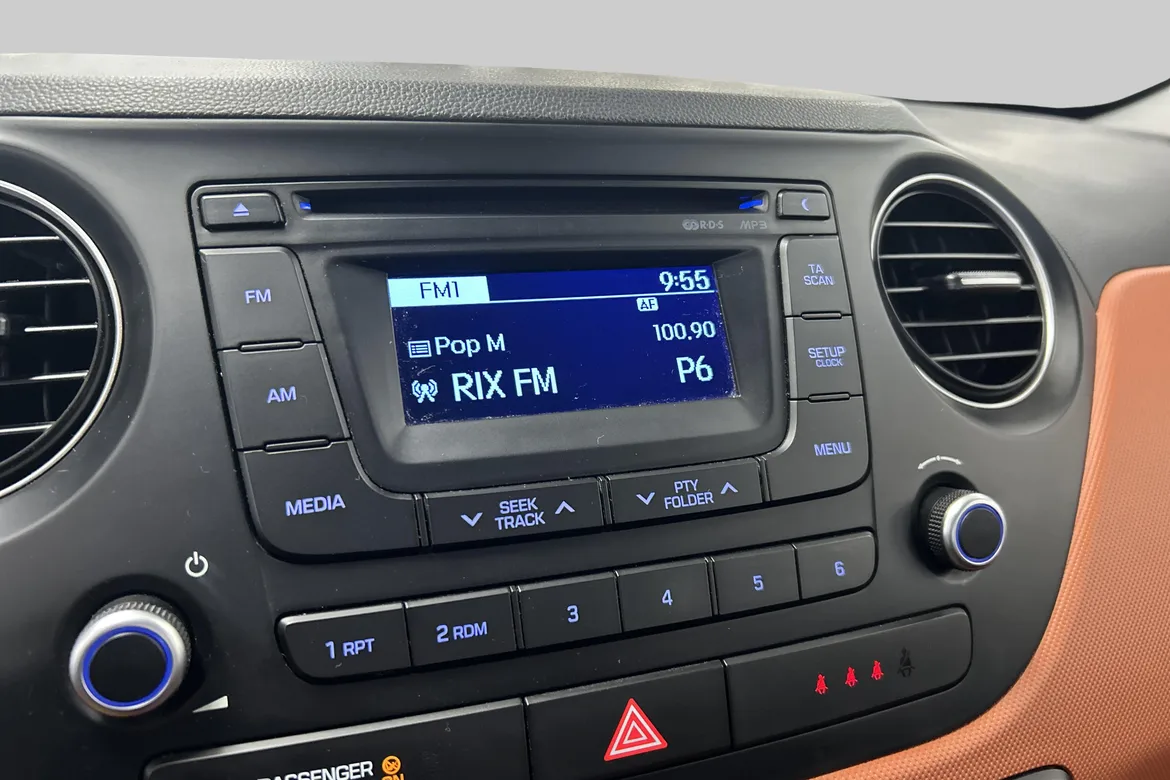 R·D·S MP3
FM1 9:55
AF
Pop M 100.90
RIX FM P6
FM
AM
MEDIA
TA
SCAN
SETUP
CLOCK
MENU
SEEK
TRACK
PTY
FOLDER
1 RPT
2 RDM
3
4
5
6
PASSENGER
ON